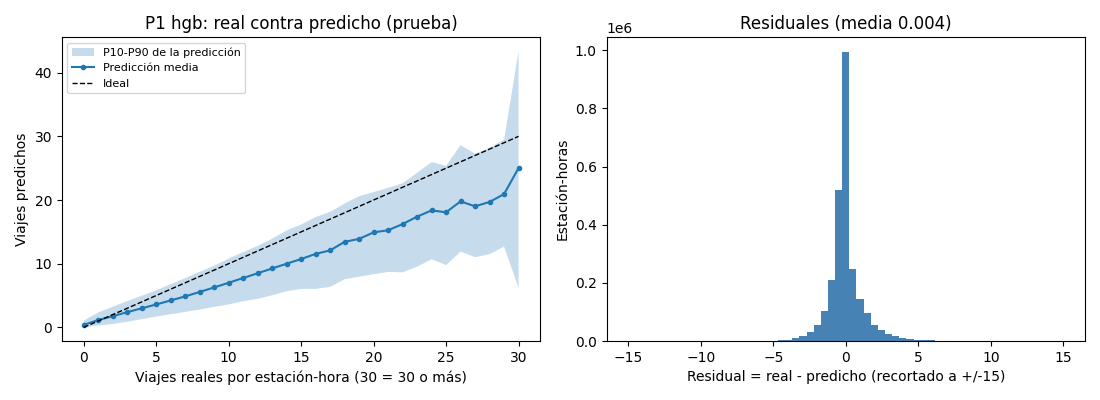 P1 hgb: real contra predicho (prueba)
P10-P90 de la predicción
Predicción media
Ideal
Viajes predichos
40
30
20
10
0
0 5 10 15 20 25 30
Viajes reales por estación-hora (30 = 30 o más)
Residuales (media 0.004)
1e6
Estación-horas
1.0
0.8
0.6
0.4
0.2
0.0
−15 −10 −5 0 5 10 15
Residual = real - predicho (recortado a +/-15)